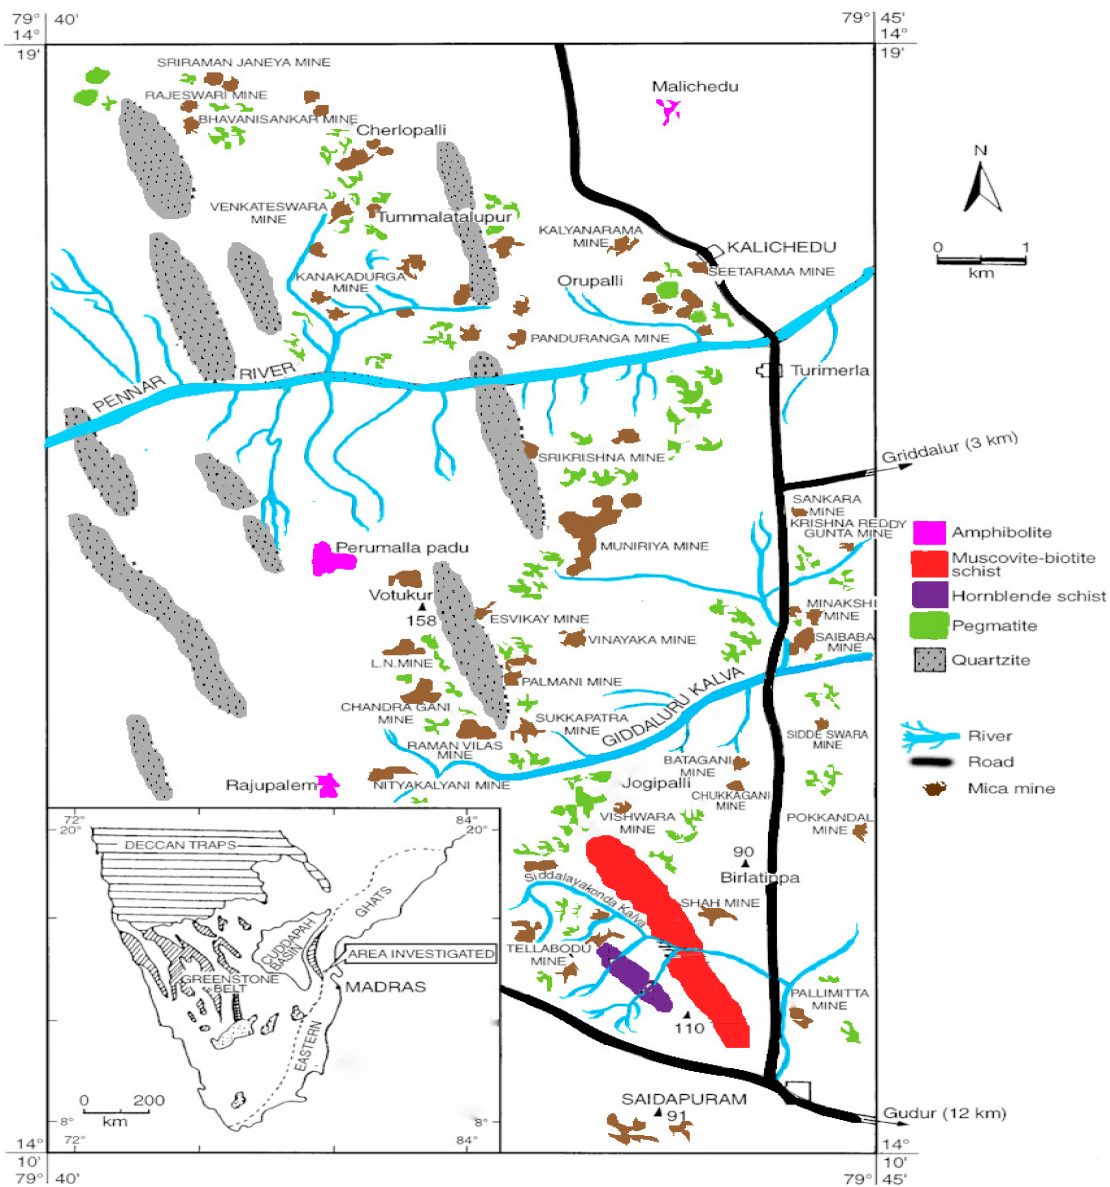 79° 40'
79° 45'
14°
14°
19'
19'
SRIRAMAN JANEYA MINE
RAJESWARI MINE
BHAVANISANKAR MINE
Cherlopalli
Malichedu
N
VENKATESWARA
MINE
Tummalatalupur
KALYANARAMA
MINE
KALICHEDU
0 1
km
KANAKADURGA
MINE
Orupalli
SEETARAMA MINE
PANDURANGA MINE
PENNAR RIVER
Turimerla
SRIKRISHNA MINE
Griddalur (3 km)
SANKARA
MINE
KRISHNA REDDY
GUNTA MINE
MUNIRIYA MINE
Perumalla padu
Votukur
158
ESVIKAY MINE
MINAKSHI
MINE
VINAYAKA MINE
SAIBABA
MINE
L.N.MINE
PALMANI MINE
CHANDRA GANI
MINE
SUKKAPATRA
MINE
GIDDALURU KALVA
RAMAN VILAS
MINE
SIDDE SWARA
MINE
BATAGANI
MINE
Rajupalem
NITYAKALYANI MINE
Jogipalli
CHUKKAGANI
MINE
VISHWARA
MINE
POKKANDAL
MINE
90
Birlatippa
Siddalayakonda Kalva
SHAH MINE
TELLABODU
MINE
PALLIMITTA
MINE
110
SAIDAPURAM
91
Gudur (12 km)
Amphibolite
Muscovite-biotite
schist
Hornblende schist
Pegmatite
Quartzite
River
Road
Mica mine
72°
84°
20°
20°
DECCAN TRAPS
GHATS
CUDDAPAH
BASIN
AREA INVESTIGATED
GREENSTONE
BELT
MADRAS
EASTERN
0 200
km
8°
8°
72°
84°
14°
14°
10'
10'
79° 40'
79° 45'